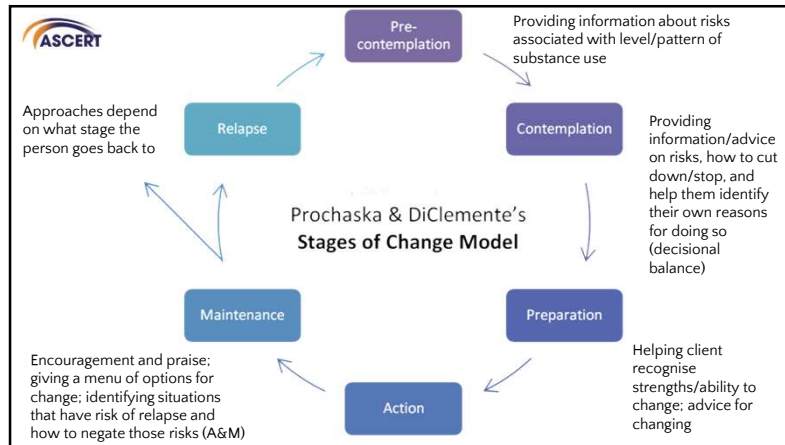 ASCERT
Pre-
contemplation
Providing information about risks
associated with level/pattern of
substance use
Contemplation
Providing
information/advice
on risks, how to cut
down/stop, and
help them identify
their own reasons
for doing so
(decisional
balance)
Preparation
Helping client
recognise
strengths/ability to
change; advice for
changing
Action
Maintenance
Encouragement and praise;
giving a menu of options for
change; identifying situations
that have risk of relapse and
how to negate those risks (A&M)
Relapse
Approaches depend
on what stage the
person goes back to
Prochaska & DiClemente's
Stages of Change Model